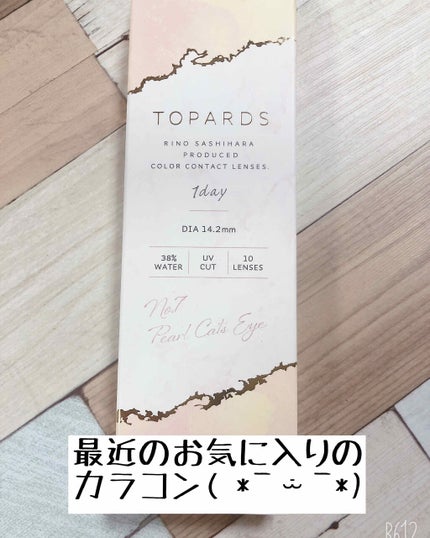 TOPARDS
RINO SASHIHARA
PRODUCED
COLOR CONTACT LENSES.
1day
DIA 14.2mm
38% WATER
UV CUT
10 LENSES
No.7
Pearl Cat's Eye
最近のお気に入りの
カラコン( *¯ ˘ ¯*)
R612